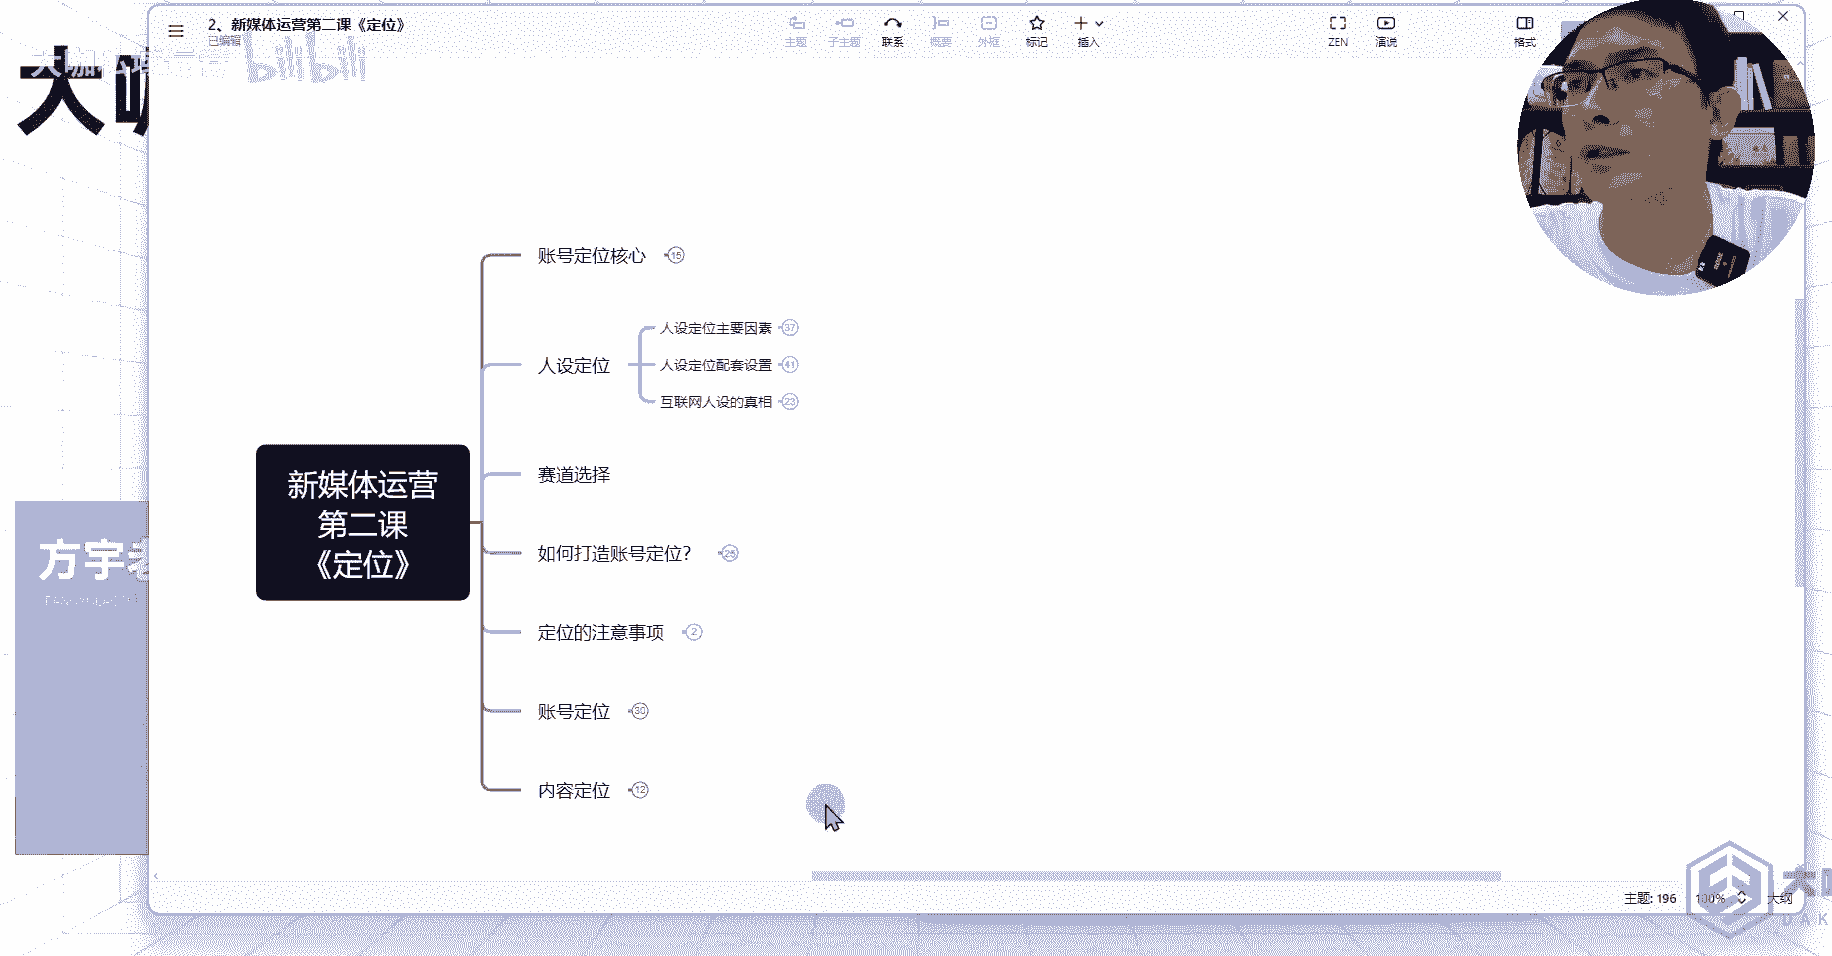 2、新媒体运营第二课《定位》
已编辑
主题
子主题
联系
概要
外框
标记
插入
ZEN
演说
格式
大咖
bilibili
账号定位核心 15
人设定位
人设定位主要因素 37
人设定位配套设置 41
互联网人设的真相 23
赛道选择
新媒体运营
第二课
《定位》
如何打造账号定位? 25
定位的注意事项 2
账号定位 30
内容定位 12
方宇老
主题: 196
100%
大纲
DAK